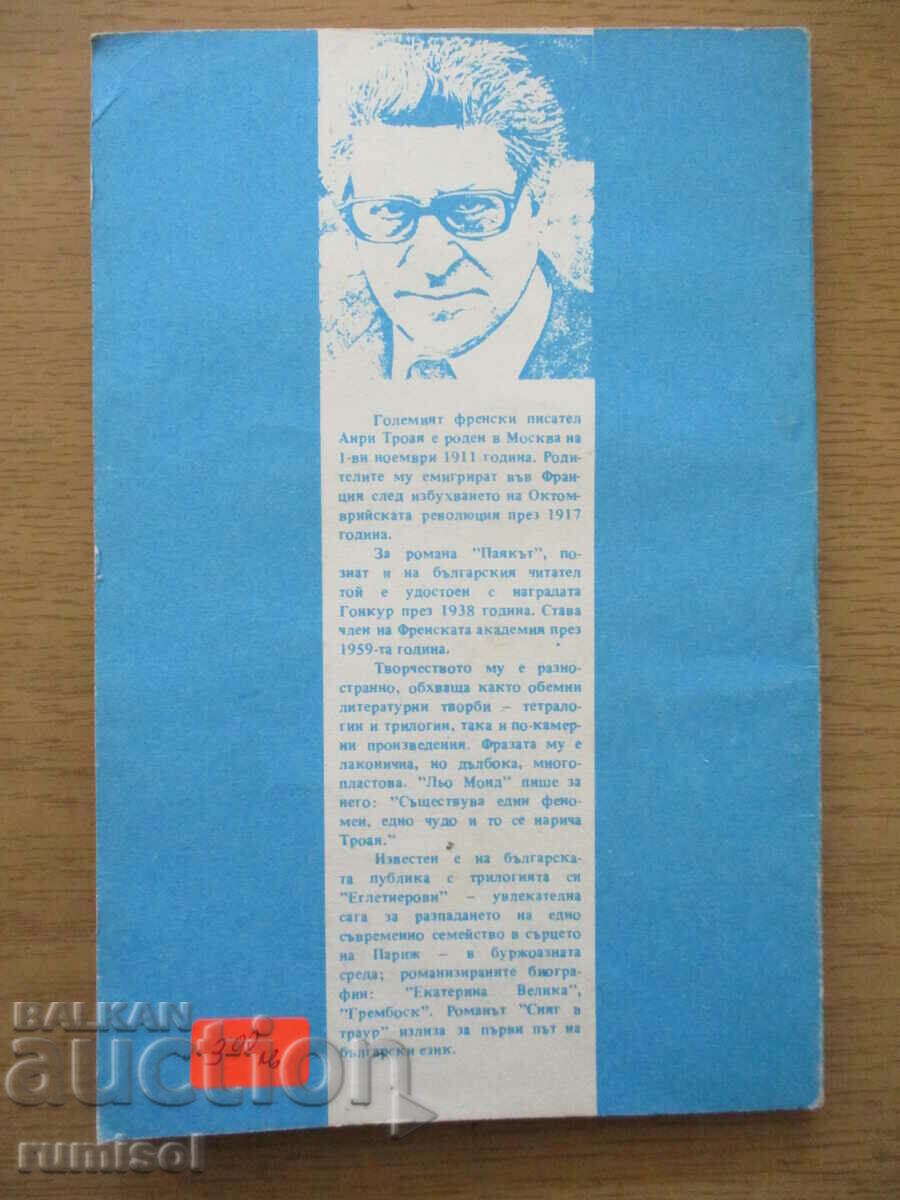 Големият френски писател
Анри Троая е роден в Москва на
1-ви ноември 1911 година. Роди-
телите му емигрират във Фран-
ция след избухването на Октом-
врийската революция през 1917
година.
За романа "Паякът", по-
знат и на българския читател
той е удостоен с наградата
Гонкур през 1938 година. Става
член на Френската академия през
1959-та година.
Творчеството му е разно-
странно, обхваща както обемни
литературни творби – тетрало-
гии и трилогии, така и по-камер-
ни произведения. Фразата му е
лаконична, но дълбока, много-
пластова. "Льо Монд" пише за
него: "Съществува един фено-
мен, едно чудо и то се нарича
Троая."
Известен е на българска-
та публика с трилогията си
"Еглетиерови" – увлекателна
сага за разпадането на едно
съвременно семейство в сърцето
на Париж – в буржоазната
среда; романизираните биогра-
фии: "Екатерина Велика",
"Грембоск". Романът "Сняг в
траур" излиза за първи път на
български език.
3 00 лв
BALKAN
auction
rumisol